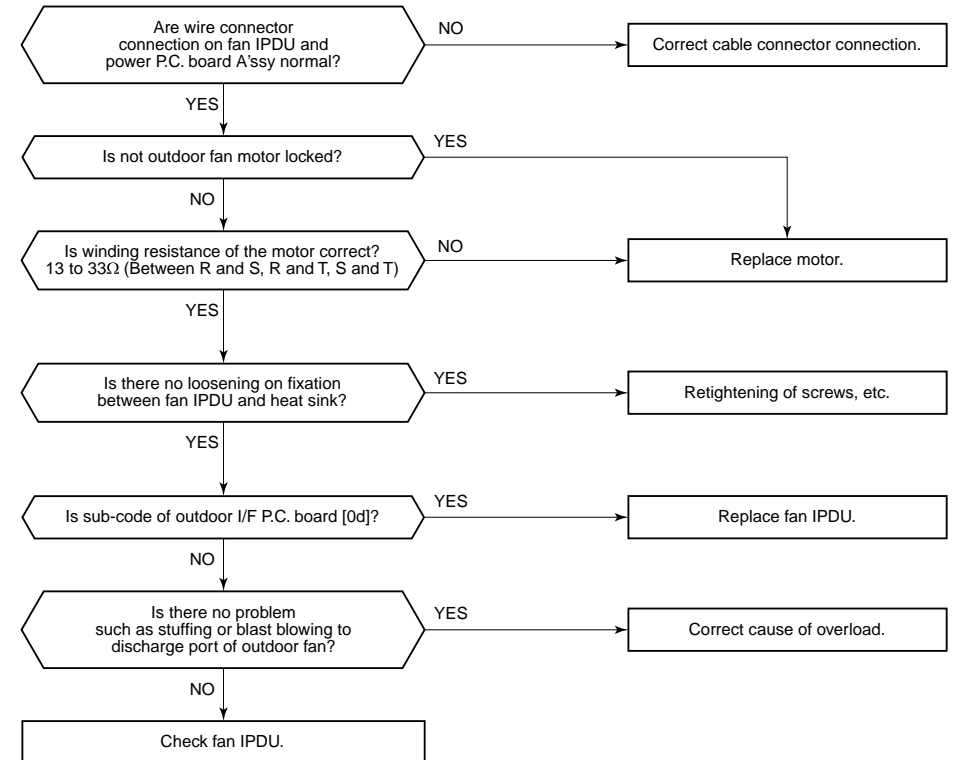 Are wire connector
connection on fan IPDU and
power P.C. board A'ssy normal?
NO
Correct cable connector connection.
YES
Is not outdoor fan motor locked?
YES
NO
Is winding resistance of the motor correct?
13 to 33Ω (Between R and S, R and T, S and T)
NO
Replace motor.
YES
Is there no loosening on fixation
between fan IPDU and heat sink?
YES
Retightening of screws, etc.
YES
Is sub-code of outdoor I/F P.C. board [0d]?
YES
Replace fan IPDU.
NO
Is there no problem
such as stuffing or blast blowing to
discharge port of outdoor fan?
YES
Correct cause of overload.
NO
Check fan IPDU.